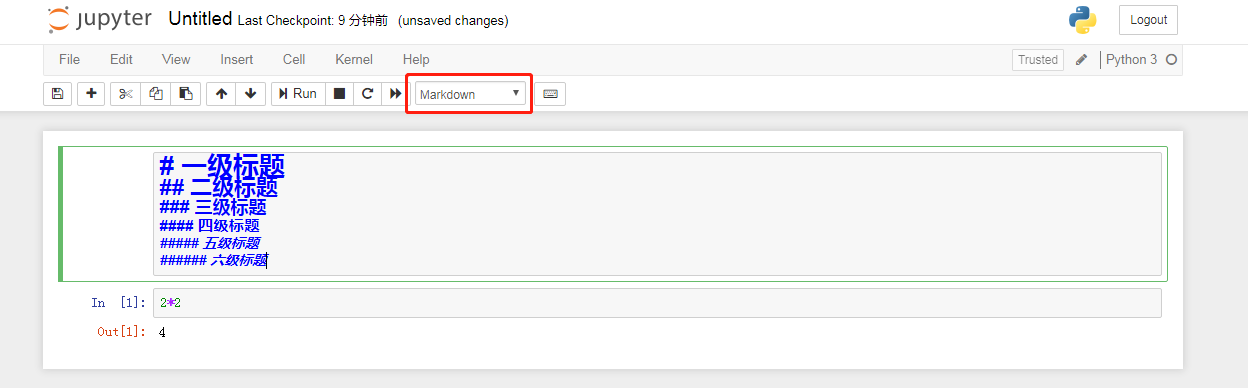 jupyter Untitled Last Checkpoint: 9 分钟前 (unsaved changes) Logout
File Edit View Insert Cell Kernel Help Trusted Python 3
Run Markdown
# 一级标题
## 二级标题
### 三级标题
#### 四级标题
##### 五级标题
###### 六级标题
In [1]: 2*2
Out[1]: 4